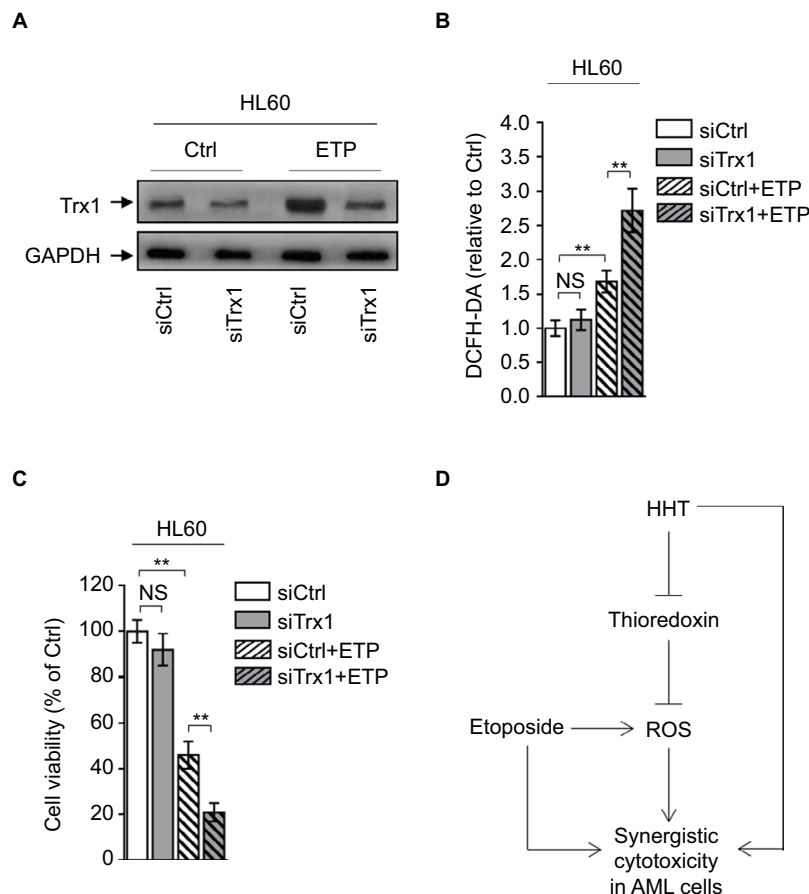 A
HL60
Ctrl ETP
Trx1
GAPDH
siCtrl
siTrx1
siCtrl
siTrx1
B
HL60
DCFH-DA (relative to Ctrl)
4.0
3.5
3.0
2.5
2.0
1.5
1.0
0.5
0.0
**
**
NS
siCtrl
siTrx1
siCtrl+ETP
siTrx1+ETP
C
HL60
Cell viability (% of Ctrl)
120
100
80
60
40
20
0
**
NS
**
siCtrl
siTrx1
siCtrl+ETP
siTrx1+ETP
D
HHT
Thioredoxin
Etoposide ROS
Synergistic
cytotoxicity
in AML cells